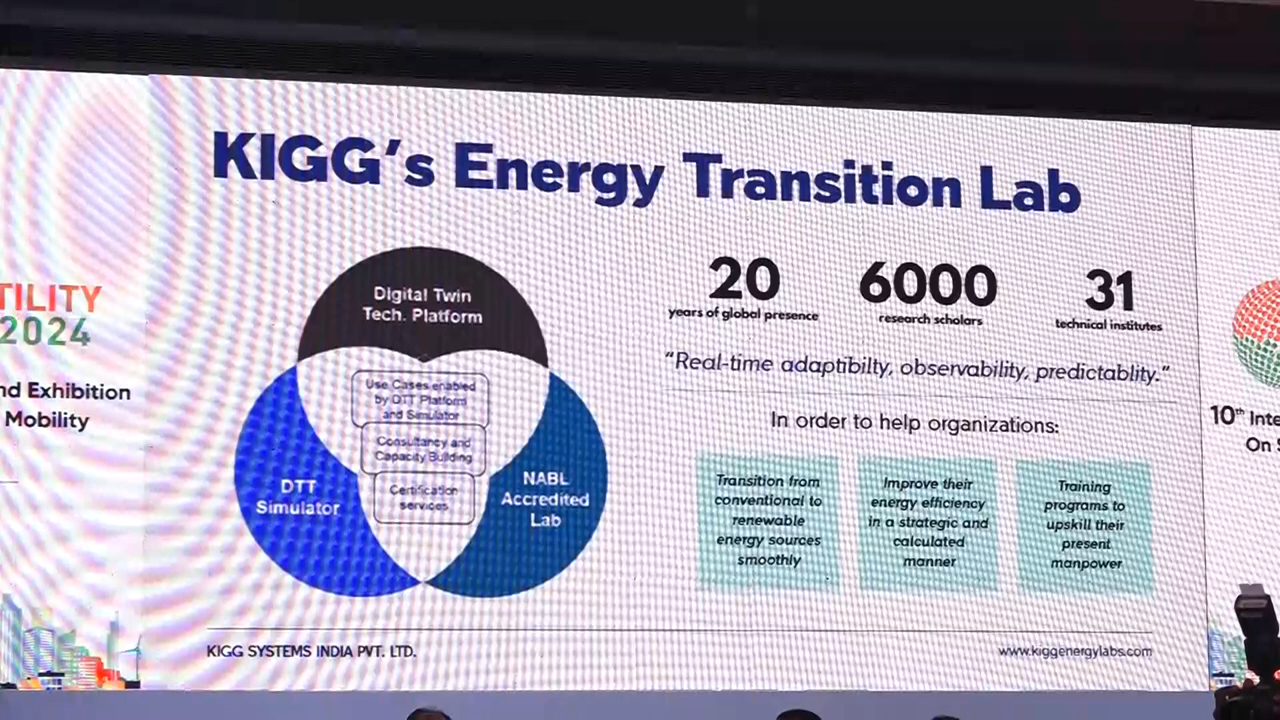 KIGG's Energy Transition Lab
TILITY
2024
nd Exhibition
Mobility
Digital Twin
Tech. Platform
Use Cases enabled
by DTT Platform
and Simulator
Consultancy and
Capacity Building
Certification
services
DTT
Simulator
NABL
Accredited
Lab
20
years of global presence
6000
research scholars
31
technical institutes
"Real-time adaptibilty, observability, predictablity."
In order to help organizations:
Transition from
conventional to
renewable
energy sources
smoothly
Improve their
energy efficiency
in a strategic and
calculated
manner
Training
programs to
upskill their
present
manpower
KIGG SYSTEMS INDIA PVT. LTD.
www.kiggenergylabs.com
10th Inte
On S